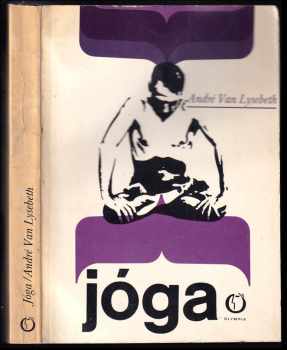 Jóga/André Van Lysebeth
André Van Lysebeth
jóga
OLYMPIA